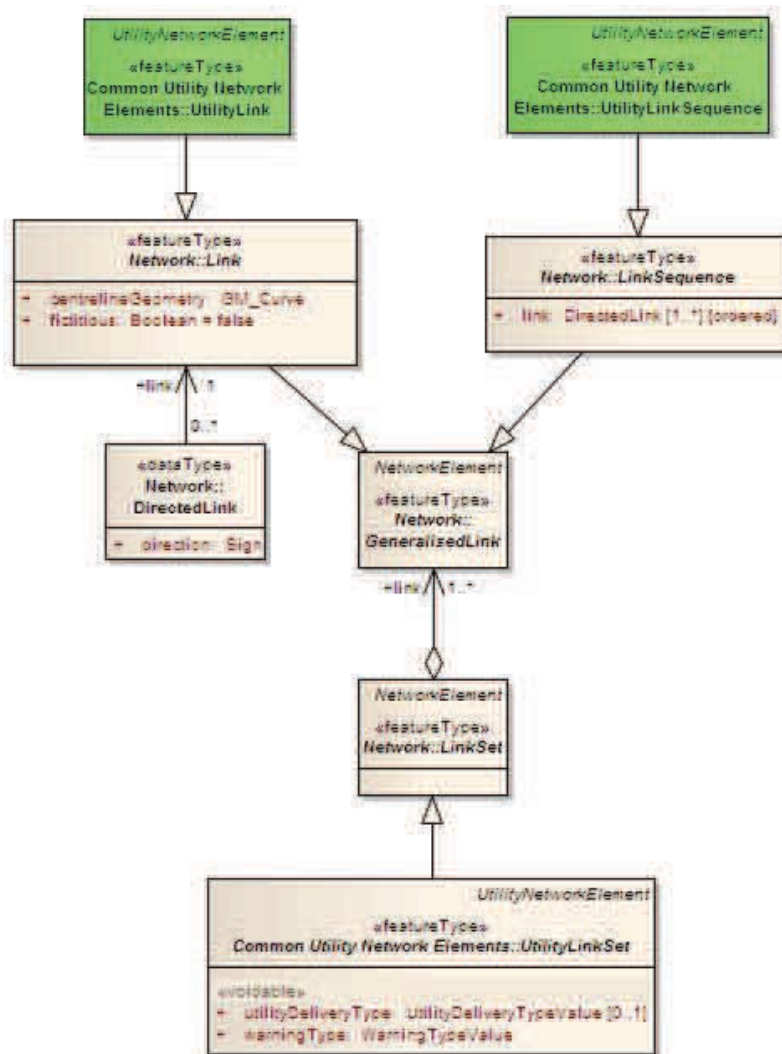 UtilityNetworkElement
«featureType»
Common Utility Network
Elements::UtilityLink
UtilityNetworkElement
«featureType»
Common Utility Network
Elements::UtilityLinkSequence
«featureType»
Network::Link
+ centrelineGeometry: GM_Curve
+ fictitious: Boolean = false
«featureType»
Network::LinkSequence
+ link: DirectedLink [1..*] {ordered}
+link 1
0..*
«dataType»
Network::
DirectedLink
+ direction: Sign
NetworkElement
«featureType»
Network::
GeneralisedLink
+link 1..*
NetworkElement
«featureType»
Network::LinkSet
UtilityNetworkElement
«featureType»
Common Utility Network Elements::UtilityLinkSet
«voidable»
+ utilityDeliveryType: UtilityDeliveryTypeValue [0..1]
+ warningType: WarningTypeValue